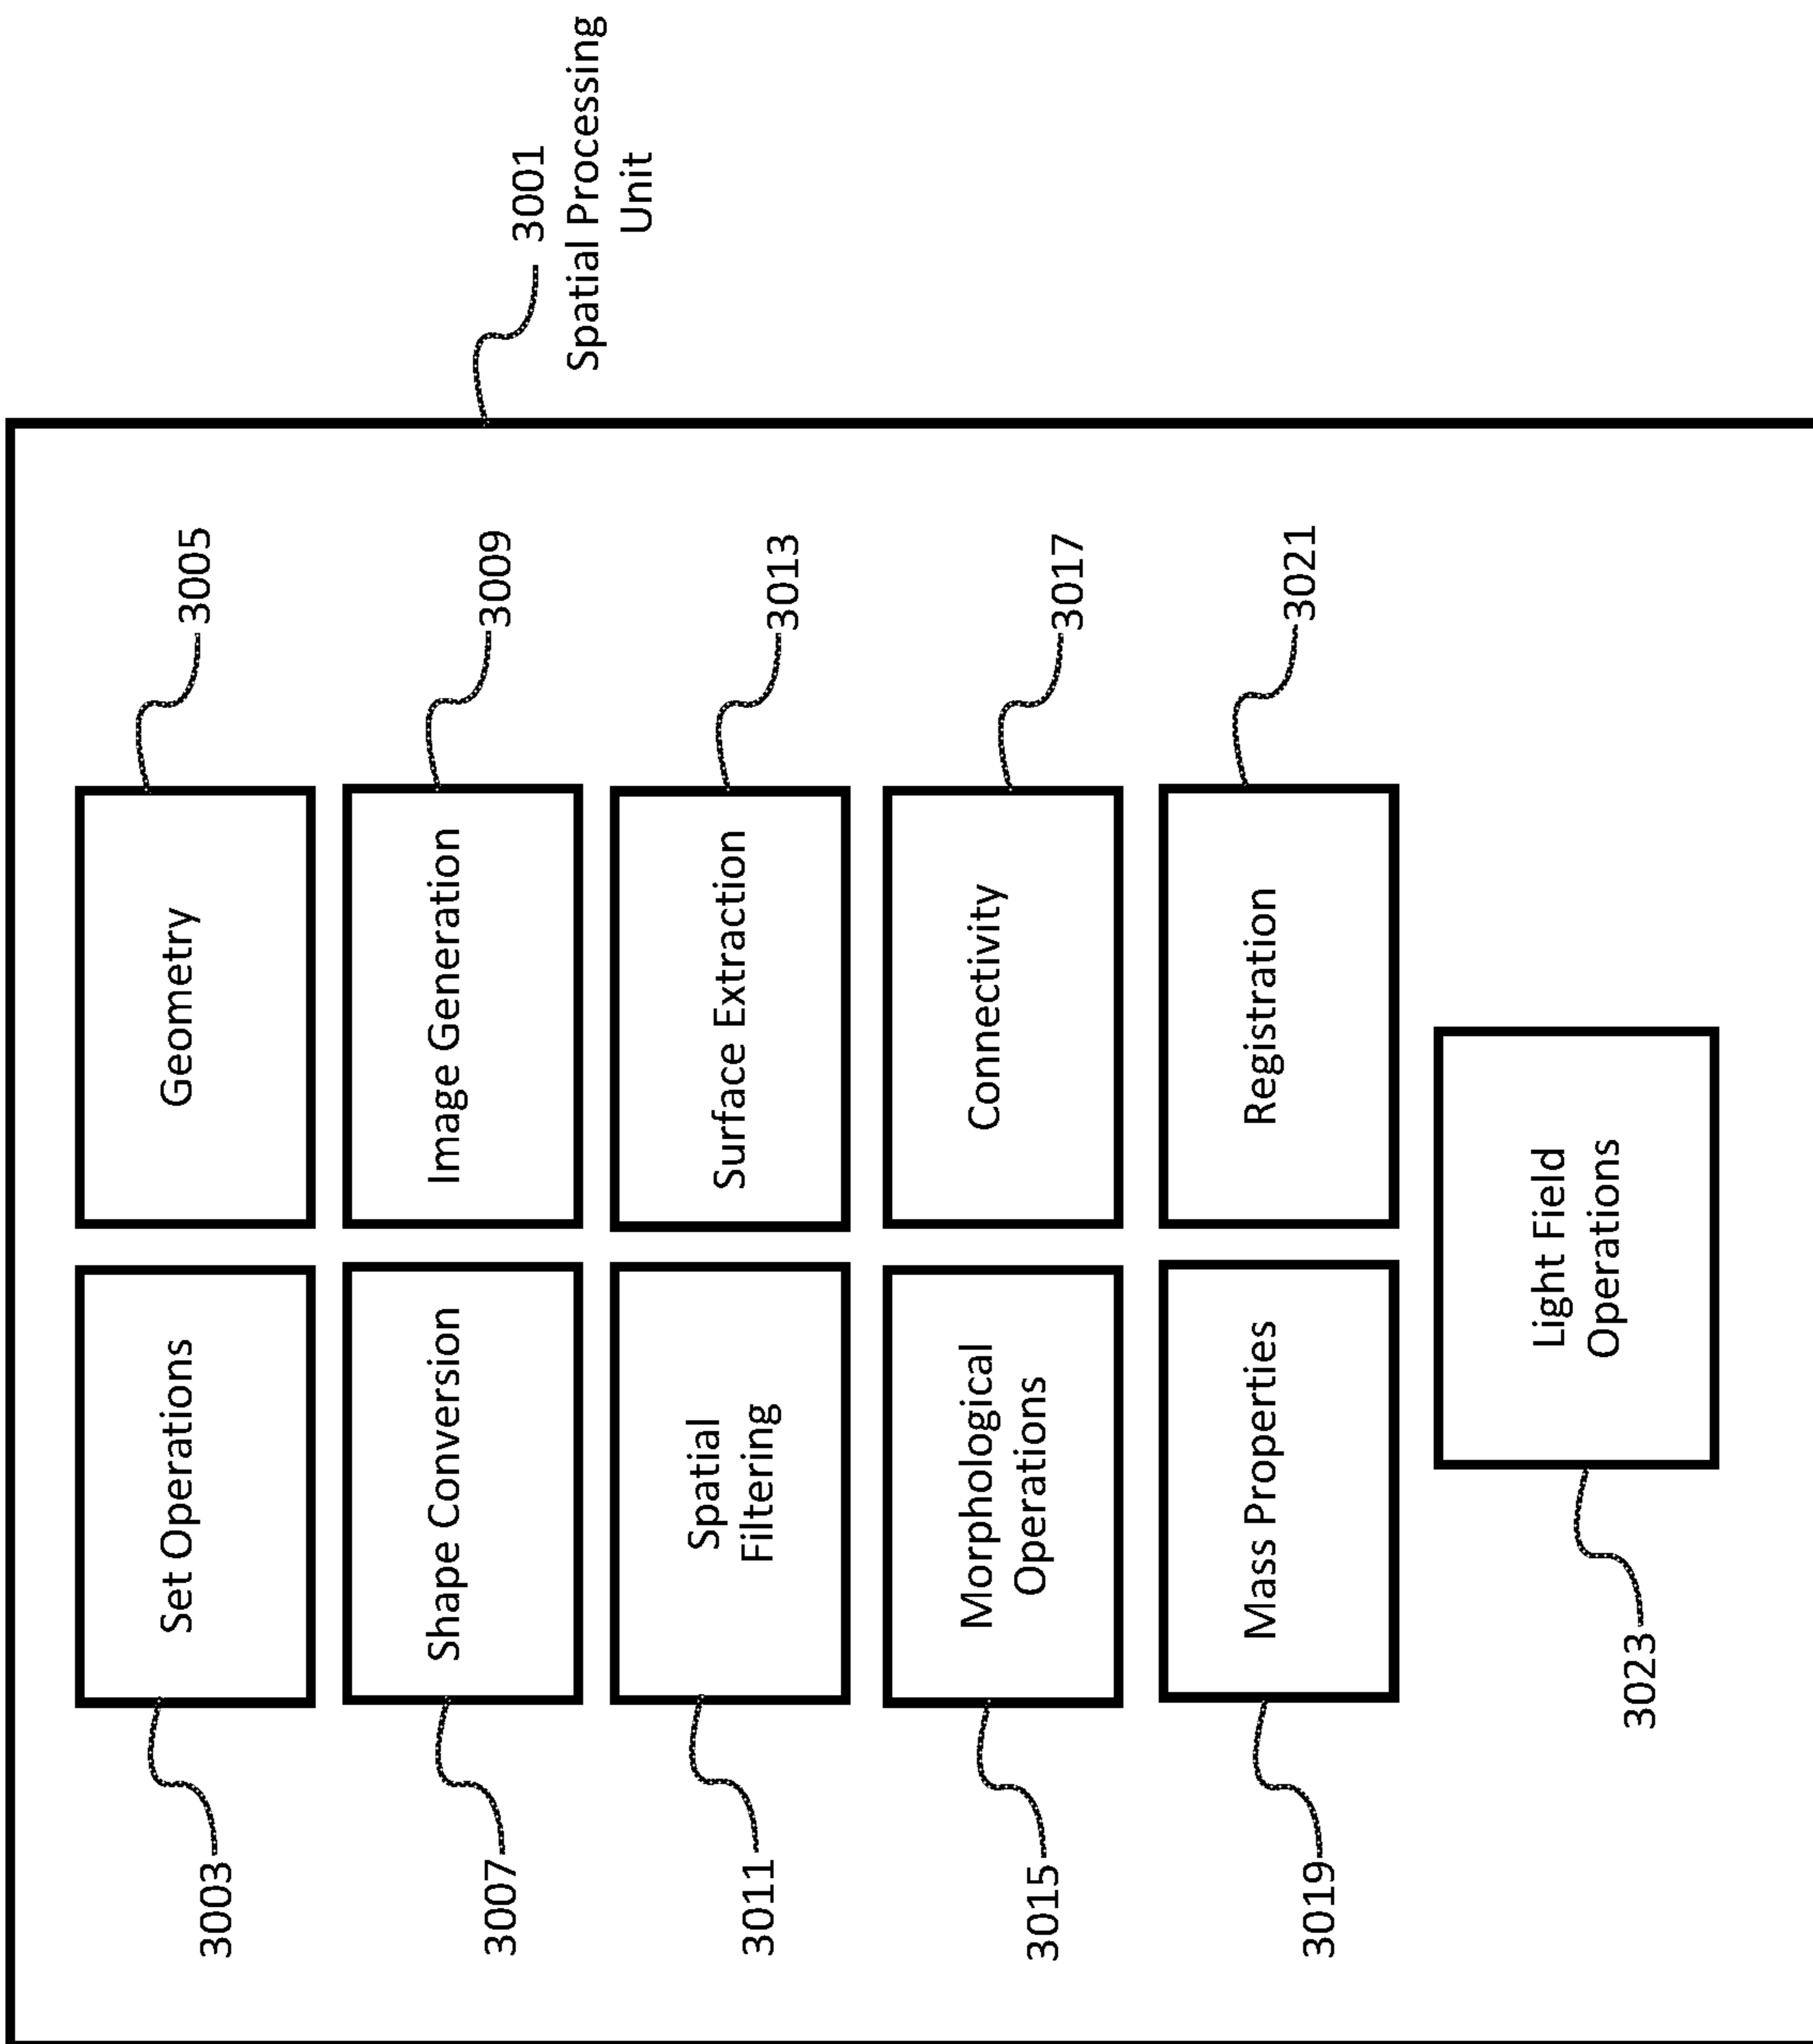 3001
Spatial Processing
Unit
3003
Set Operations
Geometry
3005
3007
Shape Conversion
Image Generation
3009
3011
Spatial
Filtering
Surface Extraction
3013
3015
Morphological
Operations
Connectivity
3017
3019
Mass Properties
Registration
3021
3023
Light Field
Operations